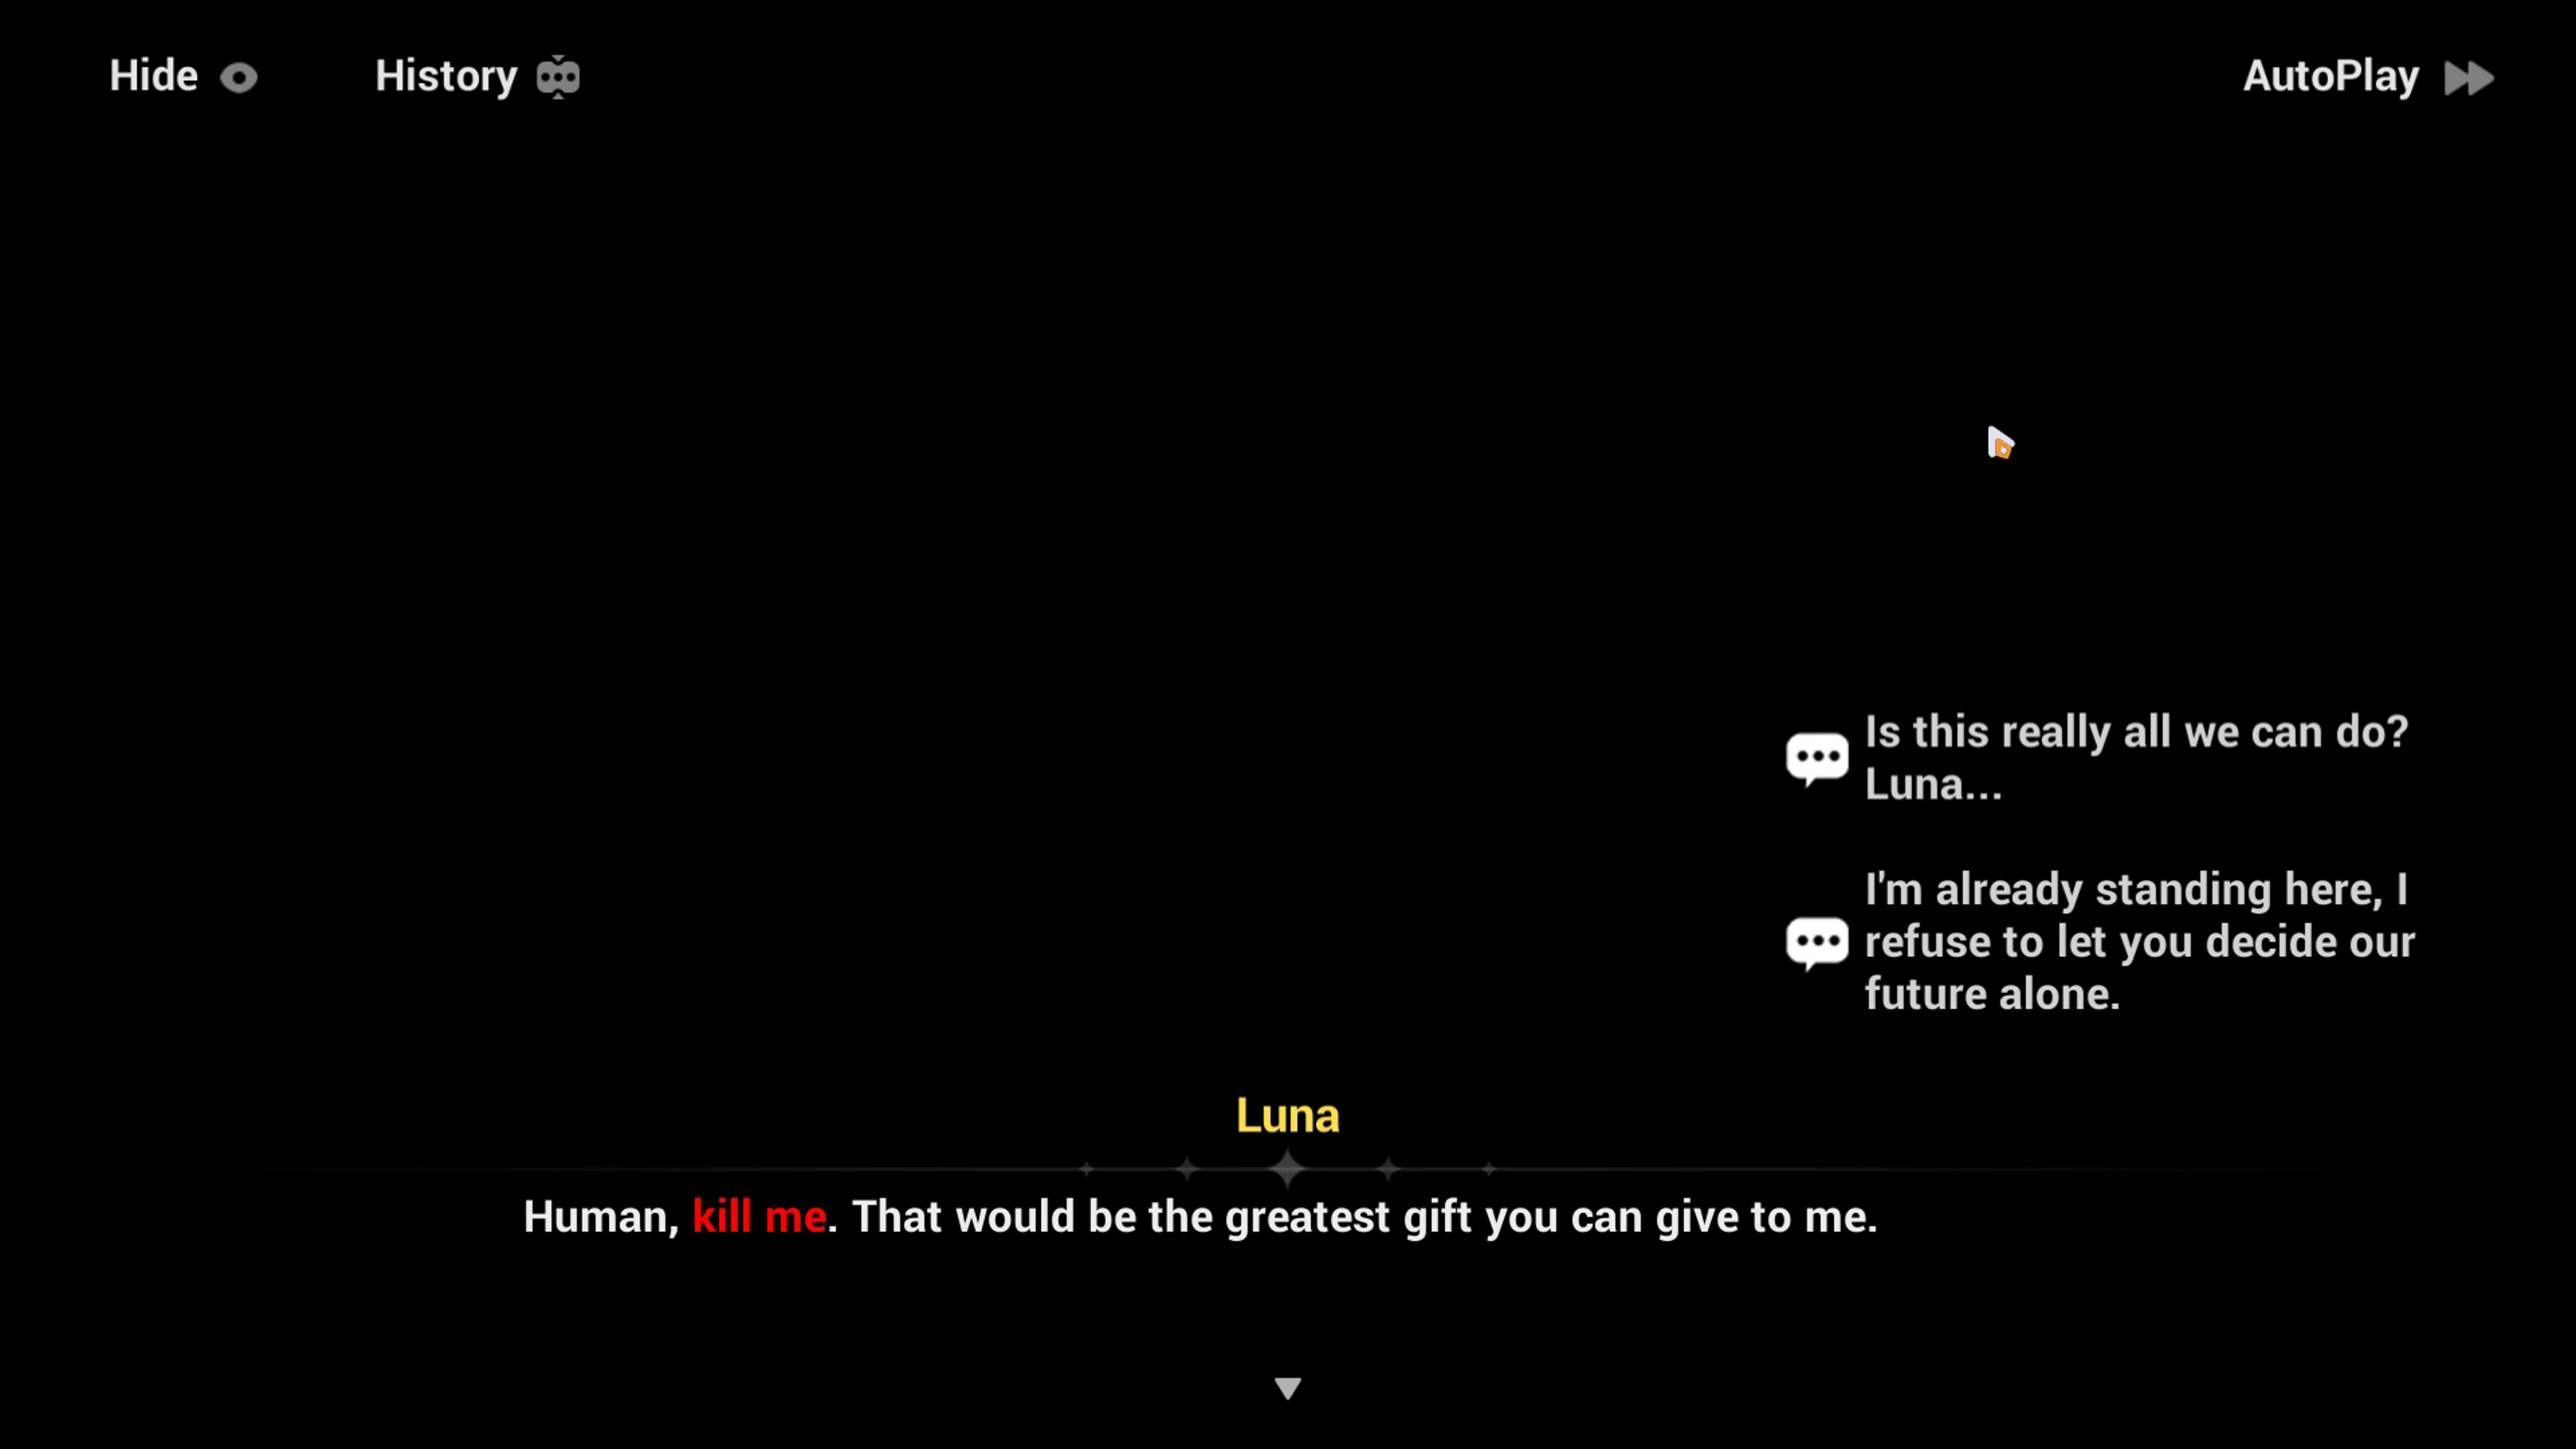 Hide
History
AutoPlay
Is this really all we can do?
Luna...
I'm already standing here, I
refuse to let you decide our
future alone.
Luna
Human, kill me. That would be the greatest gift you can give to me.